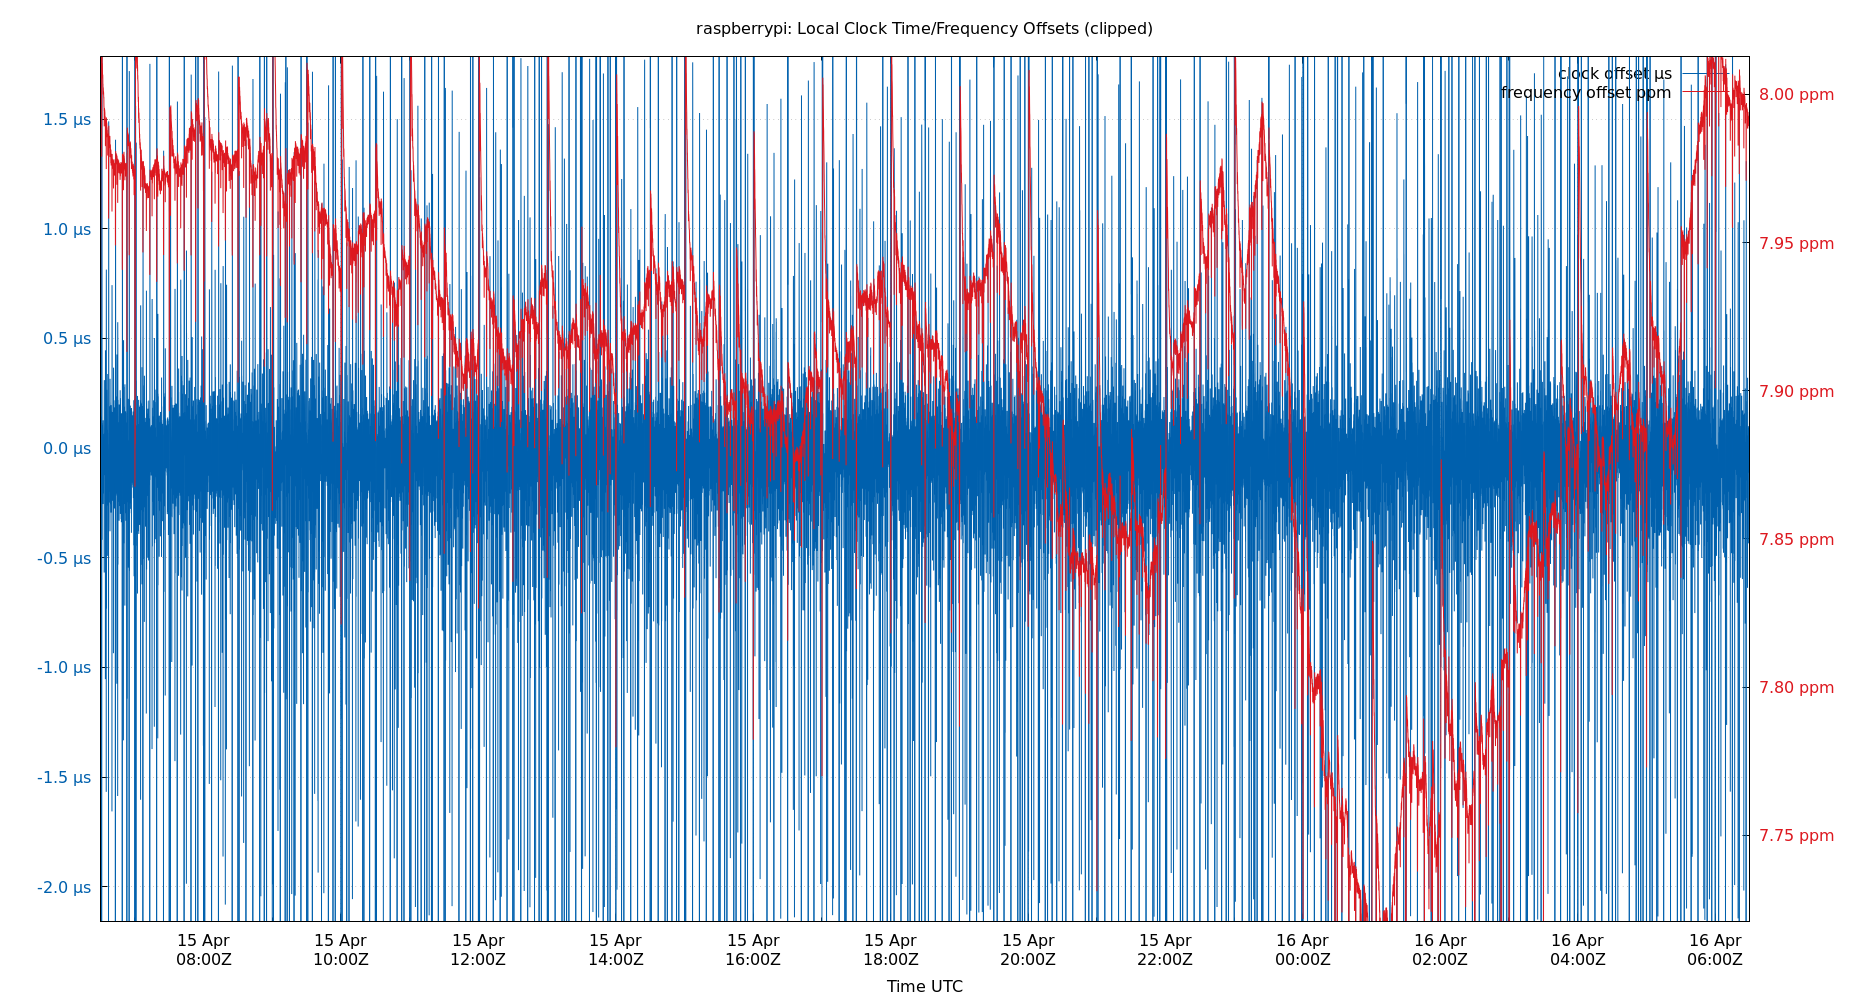 raspberrypi: Local Clock Time/Frequency Offsets (clipped)
clock offset µs
frequency offset ppm
1.5 µs
1.0 µs
0.5 µs
0.0 µs
-0.5 µs
-1.0 µs
-1.5 µs
-2.0 µs
8.00 ppm
7.95 ppm
7.90 ppm
7.85 ppm
7.80 ppm
7.75 ppm
15 Apr 15 Apr 15 Apr 15 Apr 15 Apr 15 Apr 15 Apr 15 Apr 16 Apr 16 Apr 16 Apr 16 Apr
08:00Z 10:00Z 12:00Z 14:00Z 16:00Z 18:00Z 20:00Z 22:00Z 00:00Z 02:00Z 04:00Z 06:00Z
Time UTC